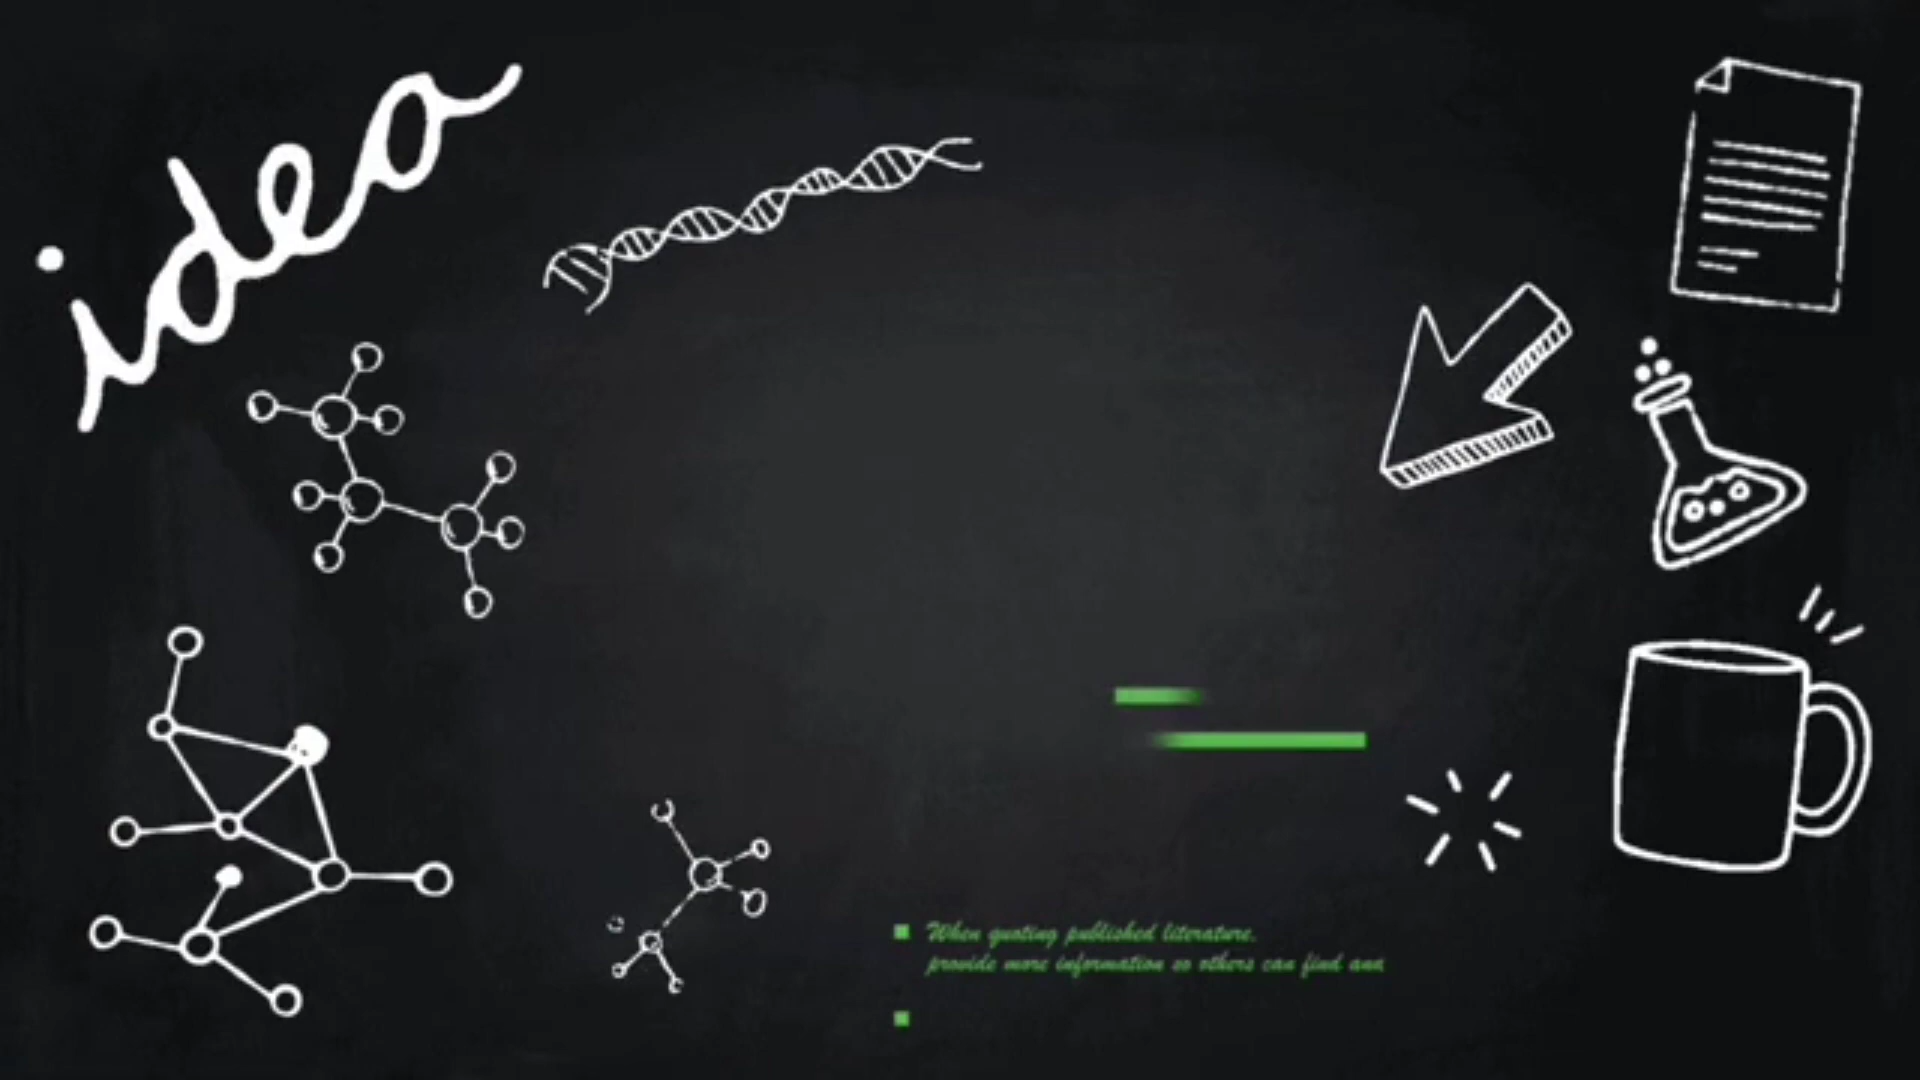 idea
When quoting published literature.
provide more information so others can find and